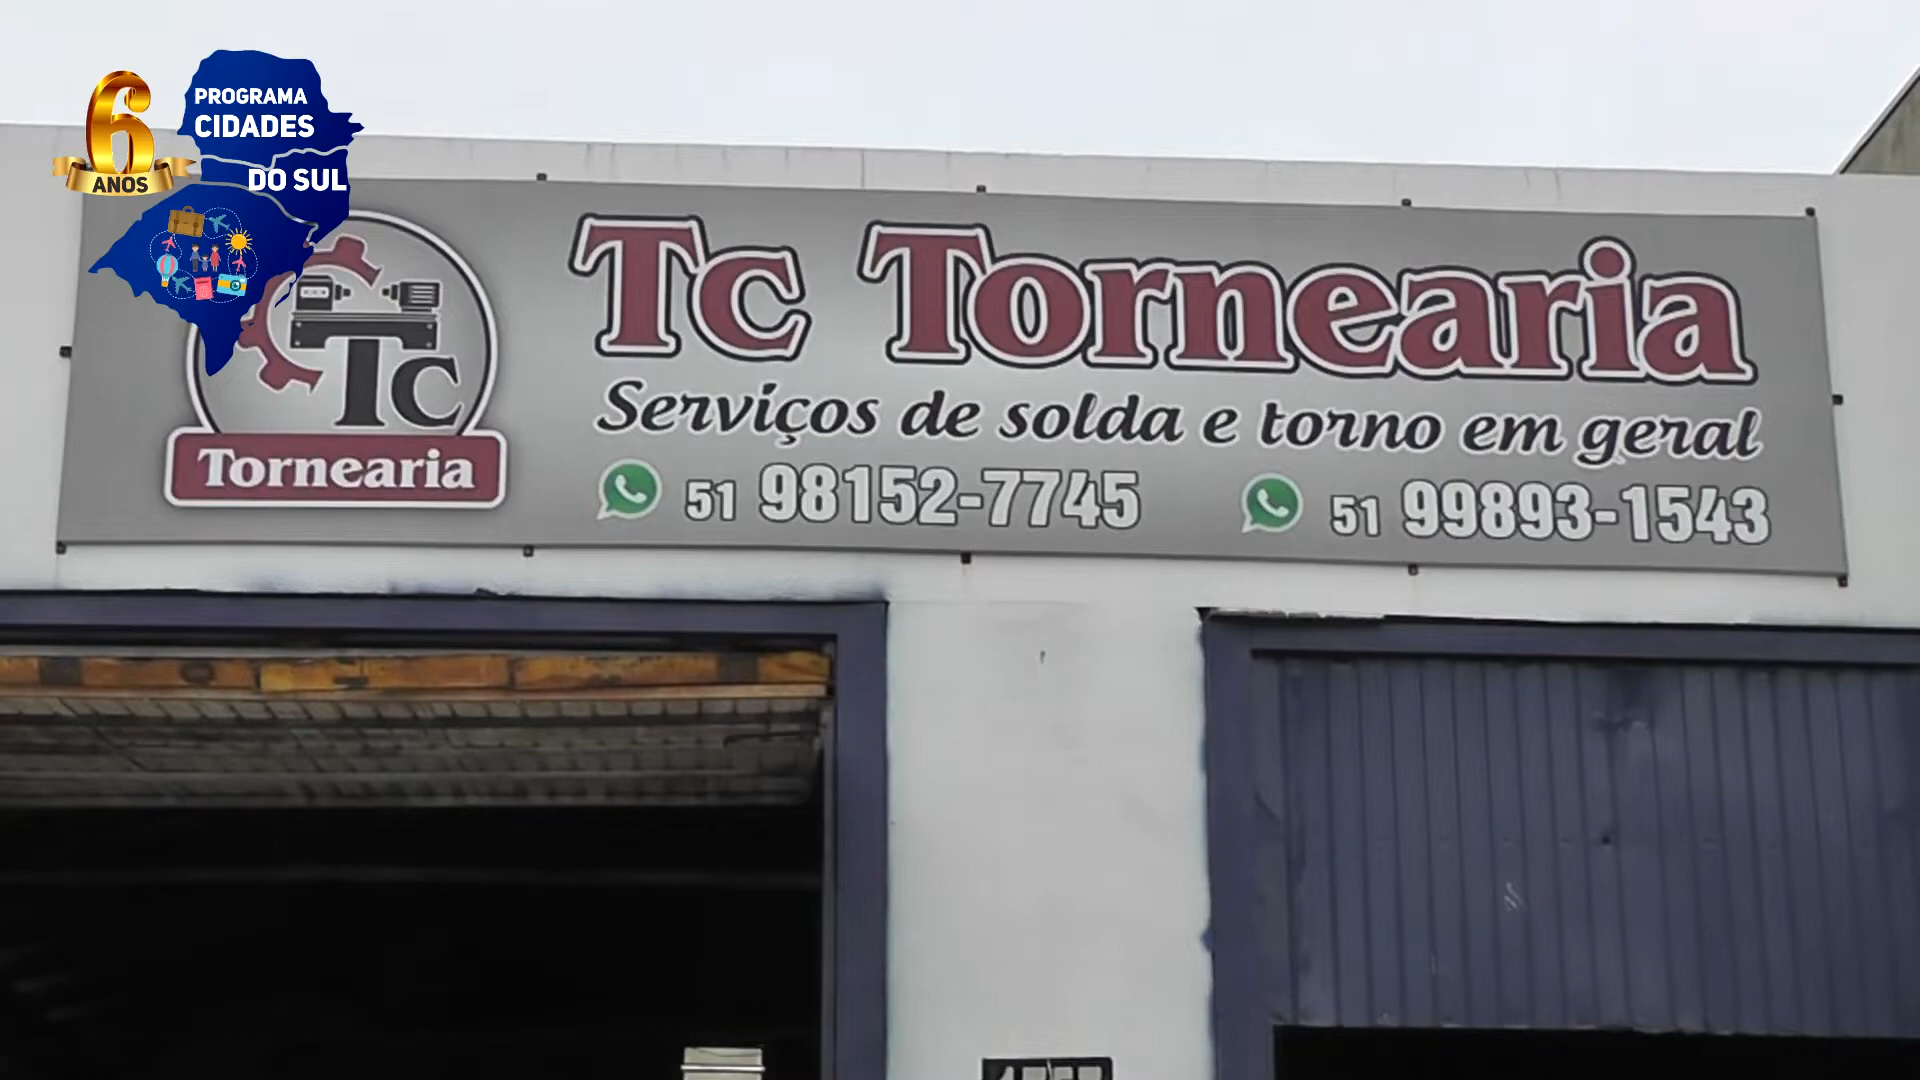 6
ANOS
PROGRAMA
CIDADES
DO SUL
TC
Tornearia
Tc Tornearia
Serviços de solda e torno em geral
51 98152-7745 51 99893-1543